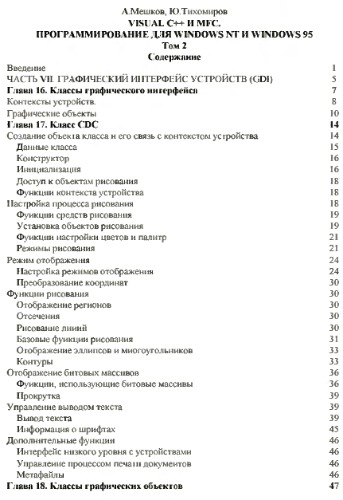 А.Мешков, Ю.Тихомиров
VISUAL C++ И MFC.
ПРОГРАММИРОВАНИЕ ДЛЯ WINDOWS NT И WINDOWS 95
Том 2
Содержание
Введение 1
ЧАСТЬ VII. ГРАФИЧЕСКИЙ ИНТЕРФЕЙС УСТРОЙСТВ (GDI) 5
Глава 16. Классы графического интерфейса 7
Контексты устройств. 8
Графические объекты 10
Глава 17. Класс CDC 14
Создание объекта класса и его связь с контекстом устройства 14
Данные класса 15
Конструктор 16
Инициализация 16
Доступ к объектам рисования 18
Функции контекста устройства 18
Настройка процесса рисования 18
Функции средств рисования 19
Установка объектов рисования 19
Функции настройки цветов и палитр 21
Режимы рисования 21
Режим отображения 24
Настройка режимов отображения 24
Преобразование координат 30
Функции рисования 30
Отображение регионов 30
Отсечения 30
Рисование линий 30
Базовые функции рисования 31
Отображение эллипсов и многоугольников 33
Контуры 33
Отображение битовых массивов 36
Функции, использующие битовые массивы 36
Прокрутка 39
Управление выводом текста 39
Вывод текста 39
Информация о шрифтах 45
Дополнительные функции 46
Интерфейс низкого уровня с устройствами 46
Управление процессом печати документов 46
Метафайлы 46
Глава 18. Классы графических объектов 47